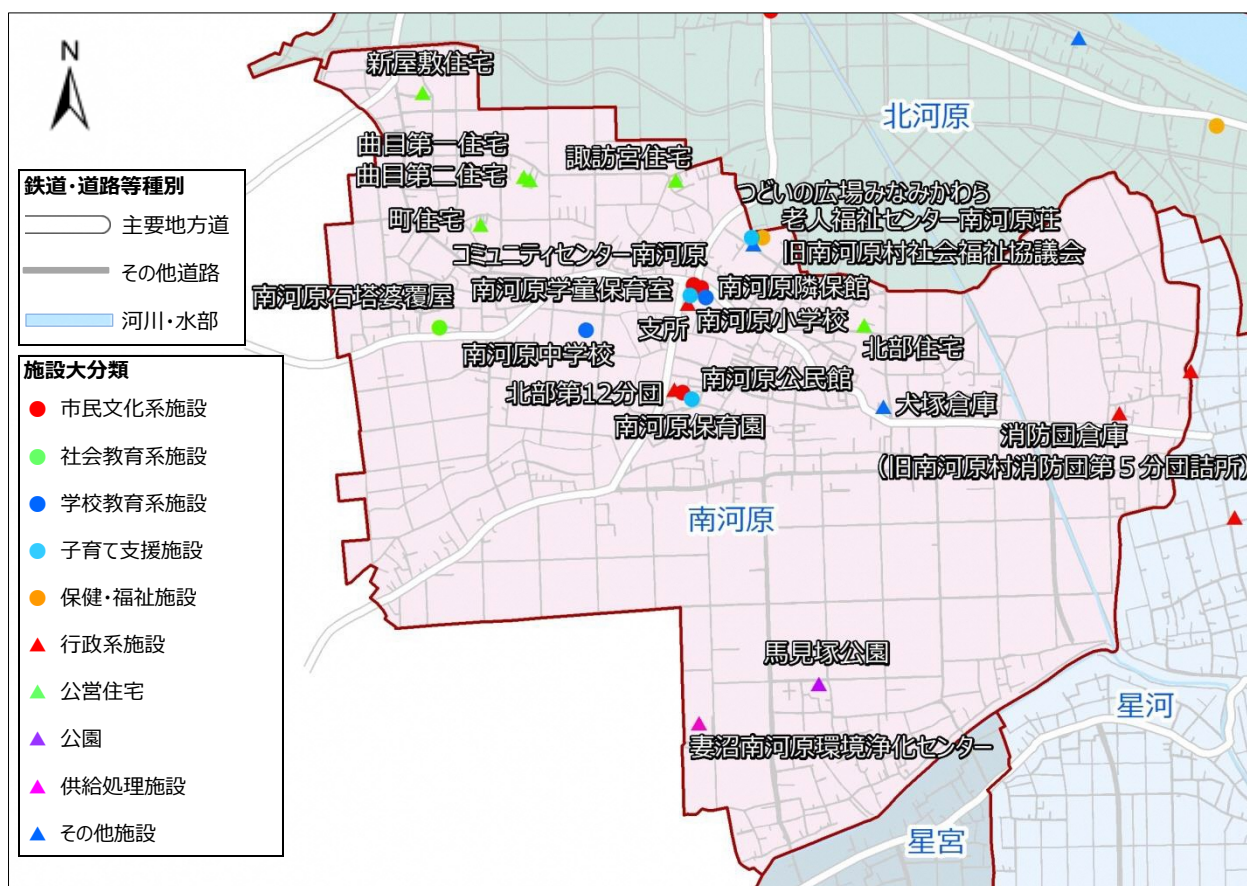 N
鉄道・道路等種別
主要地方道
その他道路
河川・水部
施設大分類
市民文化系施設
社会教育系施設
学校教育系施設
子育て支援施設
保健・福祉施設
行政系施設
公営住宅
公園
供給処理施設
その他施設
新屋敷住宅
北河原
曲目第一住宅
諏訪宮住宅
曲目第二住宅
つどいの広場みなみかわら
町住宅
老人福祉センター南河原荘
コミュニティセンター南河原
旧南河原村社会福祉協議会
南河原石塔婆覆屋
南河原学童保育室
南河原隣保館
支所
南河原小学校
南河原中学校
北部住宅
北部第12分団
南河原公民館
犬塚倉庫
南河原保育園
消防団倉庫
（旧南河原村消防団第５分団詰所）
南河原
馬見塚公園
星河
妻沼南河原環境浄化センター
星宮